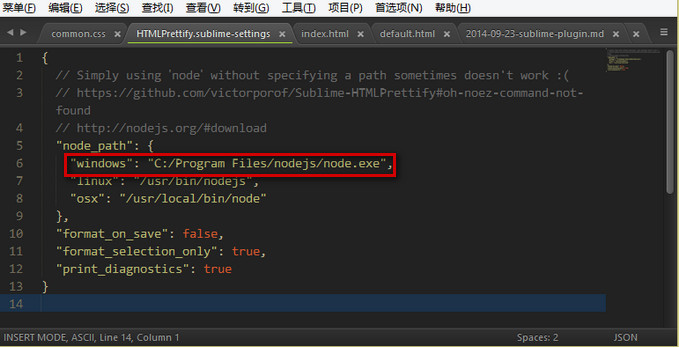 菜单(F) 编辑(E) 选择(S) 查找(I) 查看(V) 转到(G) 工具(T) 项目(P) 首选项(N) 帮助(H)
common.css × HTMLPrettify.sublime-settings × index.html × default.html × 2014-09-23-sublime-plugin.md ×
1 {
2 // Simply using `node` without specifying a path sometimes doesn't work :(
3 // https://github.com/victorporof/Sublime-HTMLPrettify#oh-noez-command-not-
found
4 // http://nodejs.org/#download
5 "node_path": {
6 "windows": "C:/Program Files/nodejs/node.exe",
7 "linux": "/usr/bin/nodejs",
8 "osx": "/usr/local/bin/node"
9 },
10 "format_on_save": false,
11 "format_selection_only": true,
12 "print_diagnostics": true
13 }
14
INSERT MODE, ASCII, Line 14, Column 1 Spaces: 2 JSON